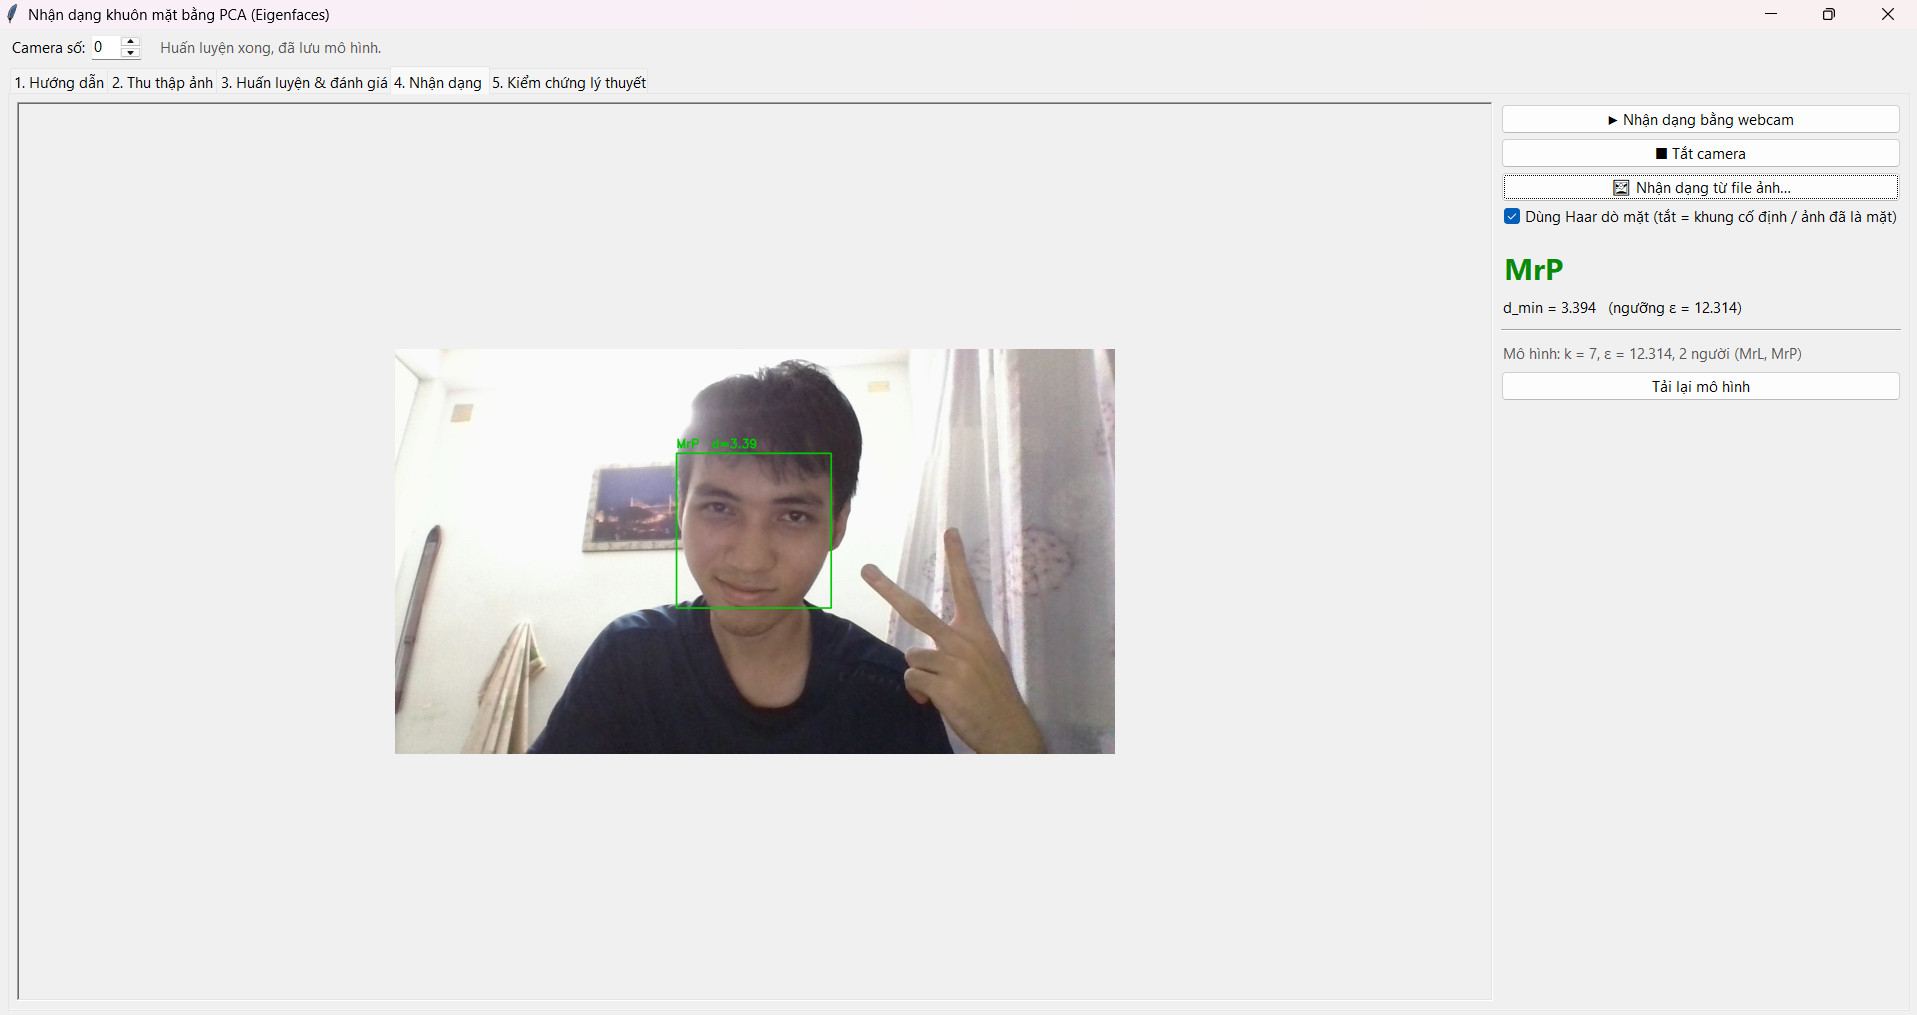 Nhận dạng khuôn mặt bằng PCA (Eigenfaces)
Camera số: 0 Huấn luyện xong, đã lưu mô hình.
1. Hướng dẫn 2. Thu thập ảnh 3. Huấn luyện & đánh giá 4. Nhận dạng 5. Kiểm chứng lý thuyết
► Nhận dạng bằng webcam
■ Tắt camera
Nhận dạng từ file ảnh...
Dùng Haar dò mặt (tắt = khung cố định / ảnh đã là mặt)
MrP
d_min = 3.394 (ngưỡng ε = 12.314)
Mô hình: k = 7, ε = 12.314, 2 người (MrL, MrP)
Tải lại mô hình
MrP d=3.39